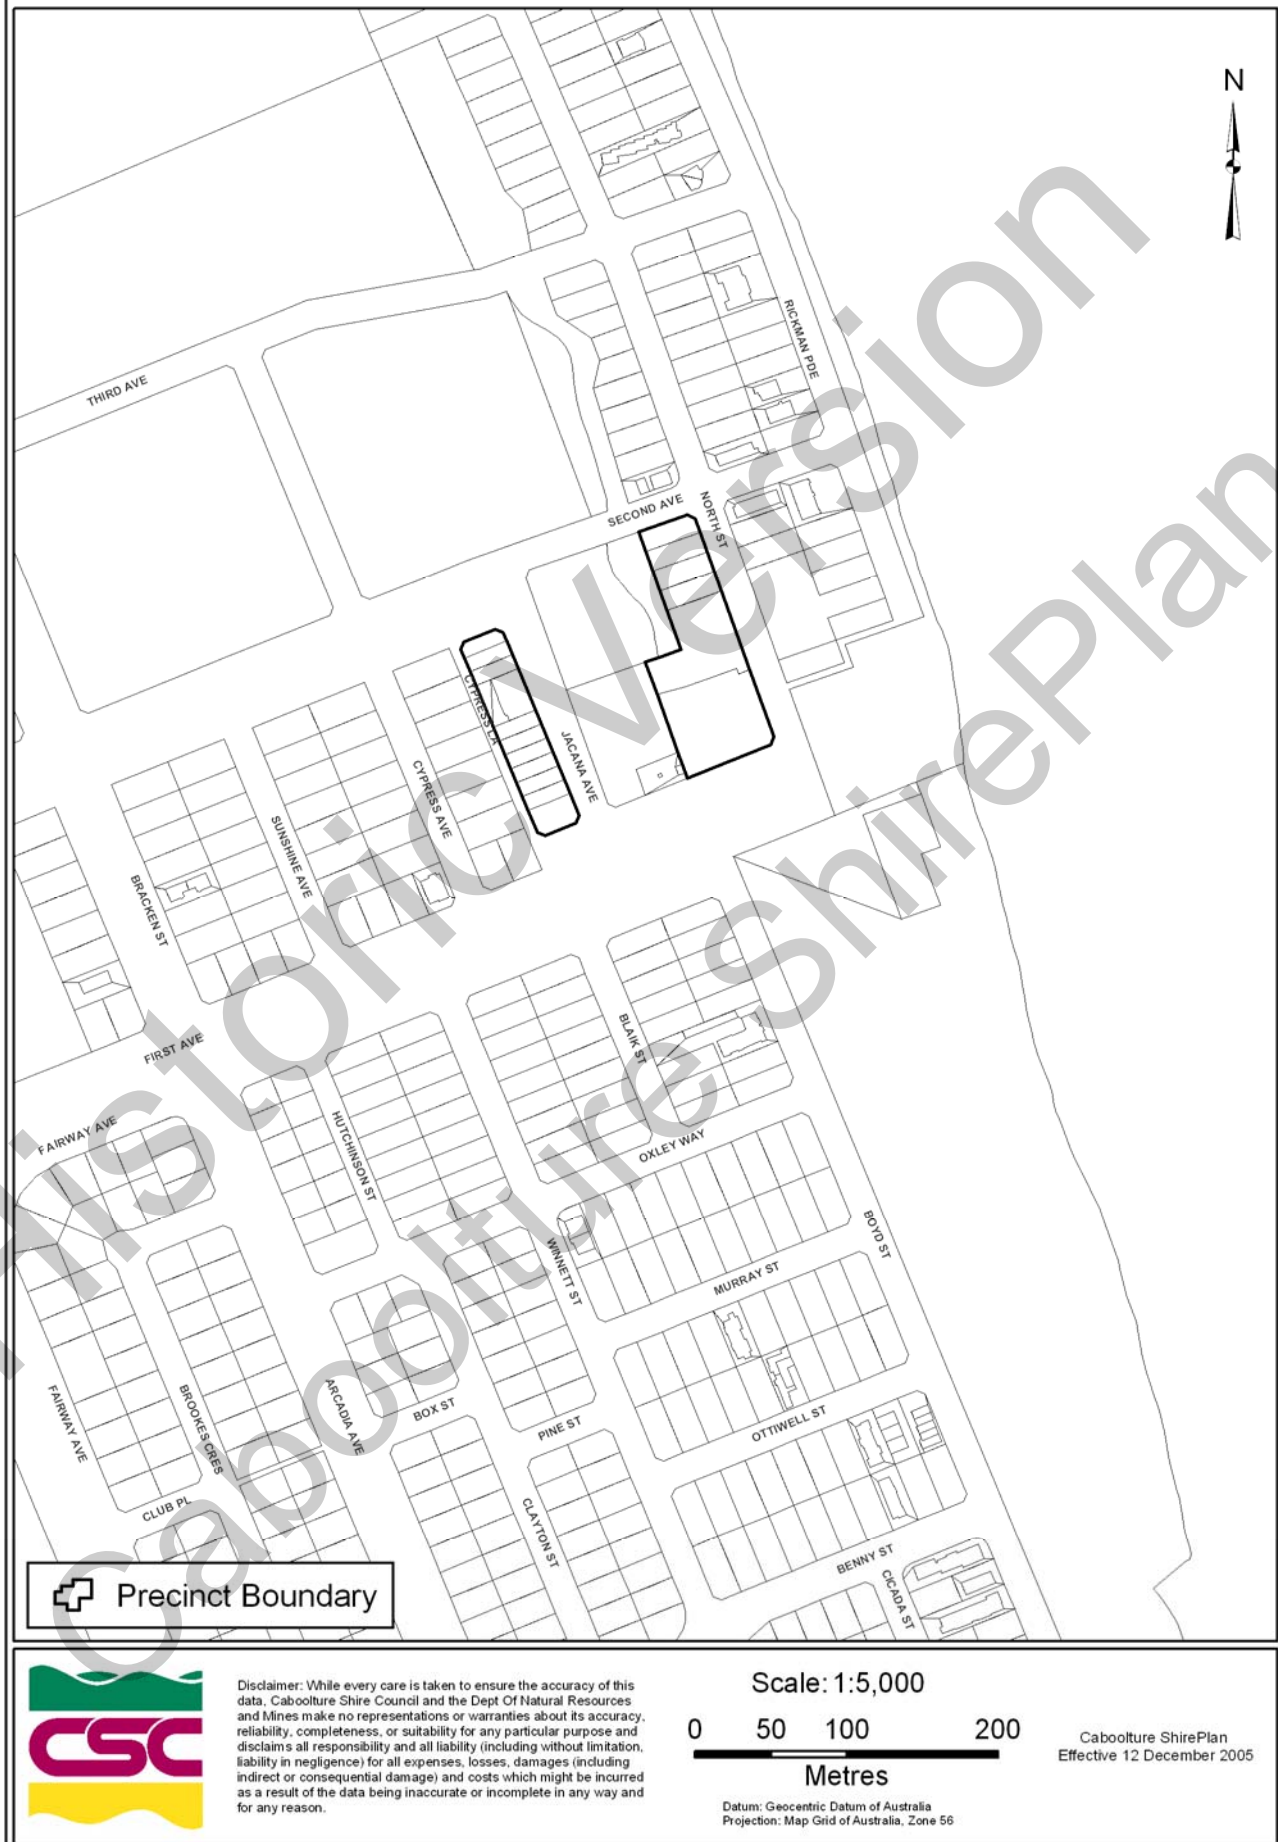 N
RICKMAN PDE
THIRD AVE
SECOND AVE
NORTH ST
CYPRESS LA
JACANA AVE
CYPRESS AVE
SUNSHINE AVE
BRACKEN ST
FIRST AVE
BLAIK ST
FAIRWAY AVE
HUTCHINSON ST
OXLEY WAY
BOYD ST
WINNETT ST
MURRAY ST
FAIRWAY AVE
BROOKES CRES
ARCADIA AVE
BOX ST
PINE ST
OTTIWELL ST
CLUB PL
CLAYTON ST
BENNY ST
CICADA ST
Historic Version
Caboolture ShirePlan
Precinct Boundary
CSC
Disclaimer: While every care is taken to ensure the accuracy of this
data, Caboolture Shire Council and the Dept Of Natural Resources
and Mines make no representations or warranties about its accuracy,
reliability, completeness, or suitability for any particular purpose and
disclaims all responsibility and all liability (including without limitation,
liability in negligence) for all expenses, losses, damages (including
indirect or consequential damage) and costs which might be incurred
as a result of the data being inaccurate or incomplete in any way and
for any reason.
Scale: 1:5,000
0 50 100 200
Metres
Datum: Geocentric Datum of Australia
Projection: Map Grid of Australia, Zone 56
Caboolture ShirePlan
Effective 12 December 2005